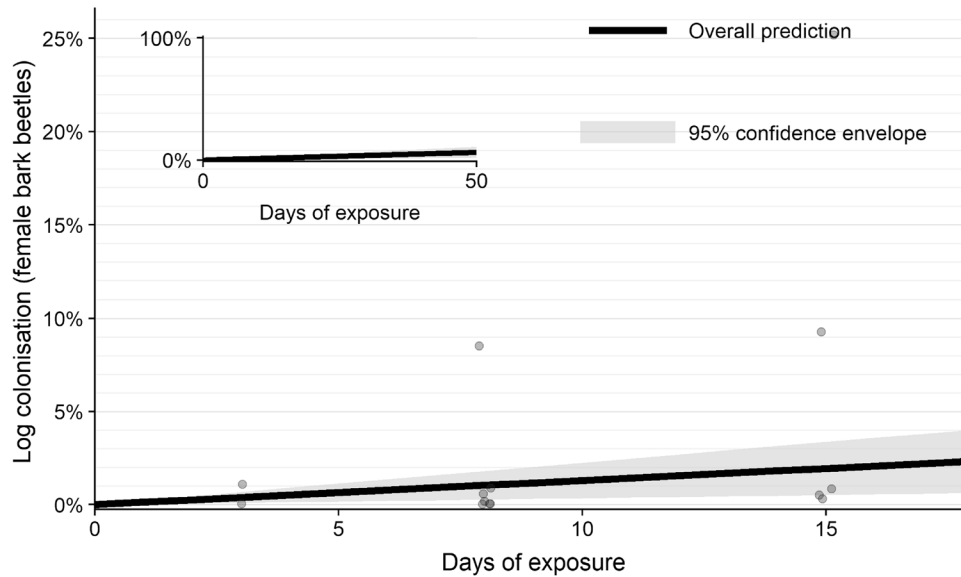 25%
20%
15%
10%
5%
0%
Log colonisation (female bark beetles)
100%
0%
0
50
Days of exposure
Overall prediction
95% confidence envelope
0
5
10
15
Days of exposure